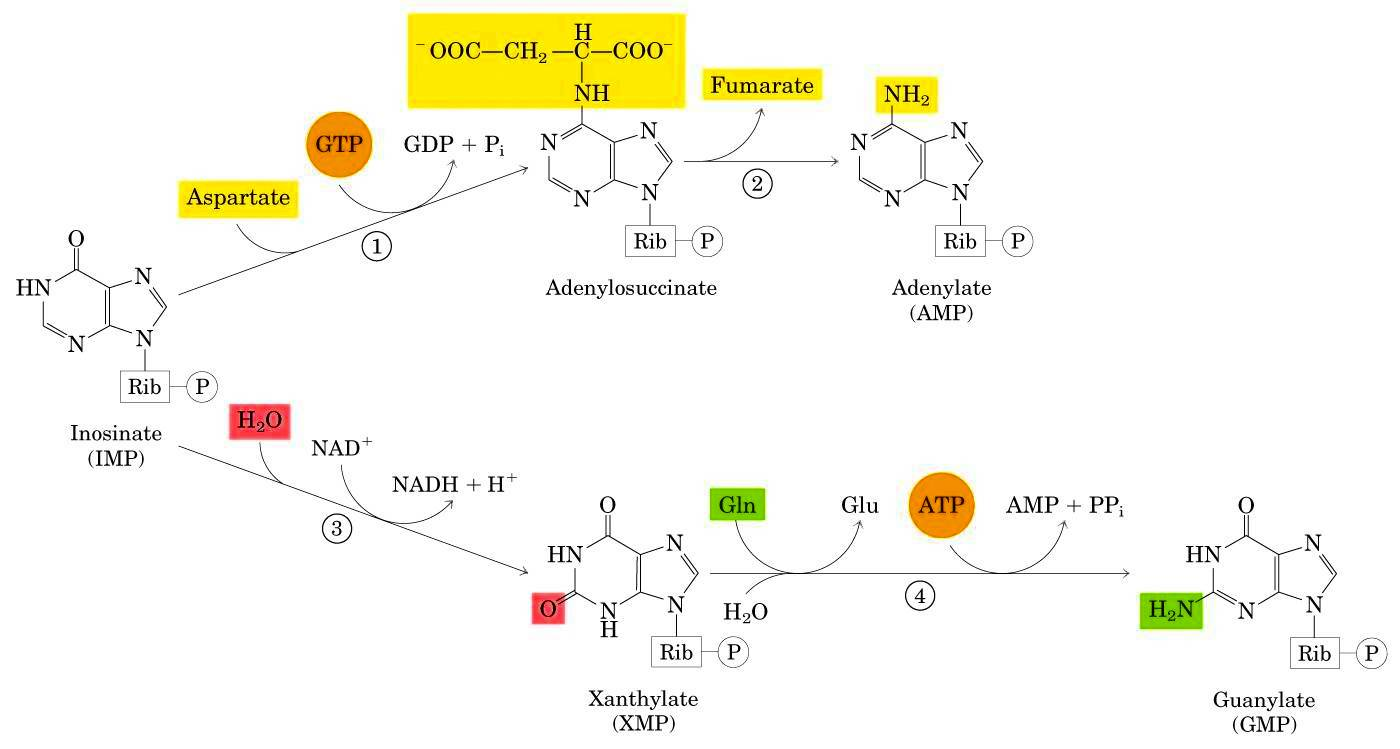 ⁻OOC—CH₂—C—COO⁻
H
NH
Fumarate
NH₂
GTP
GDP + Pᵢ
Aspartate
①
②
N
N
N
N
Rib
P
Adenylosuccinate
N
N
N
N
Rib
P
Adenylate
(AMP)
O
HN
N
N
N
Rib
P
Inosinate
(IMP)
H₂O
NAD⁺
NADH + H⁺
③
O
HN
N
O
N
H
N
Rib
P
Xanthylate
(XMP)
Gln
Glu
H₂O
ATP
AMP + PPᵢ
④
O
HN
N
H₂N
N
N
Rib
P
Guanylate
(GMP)